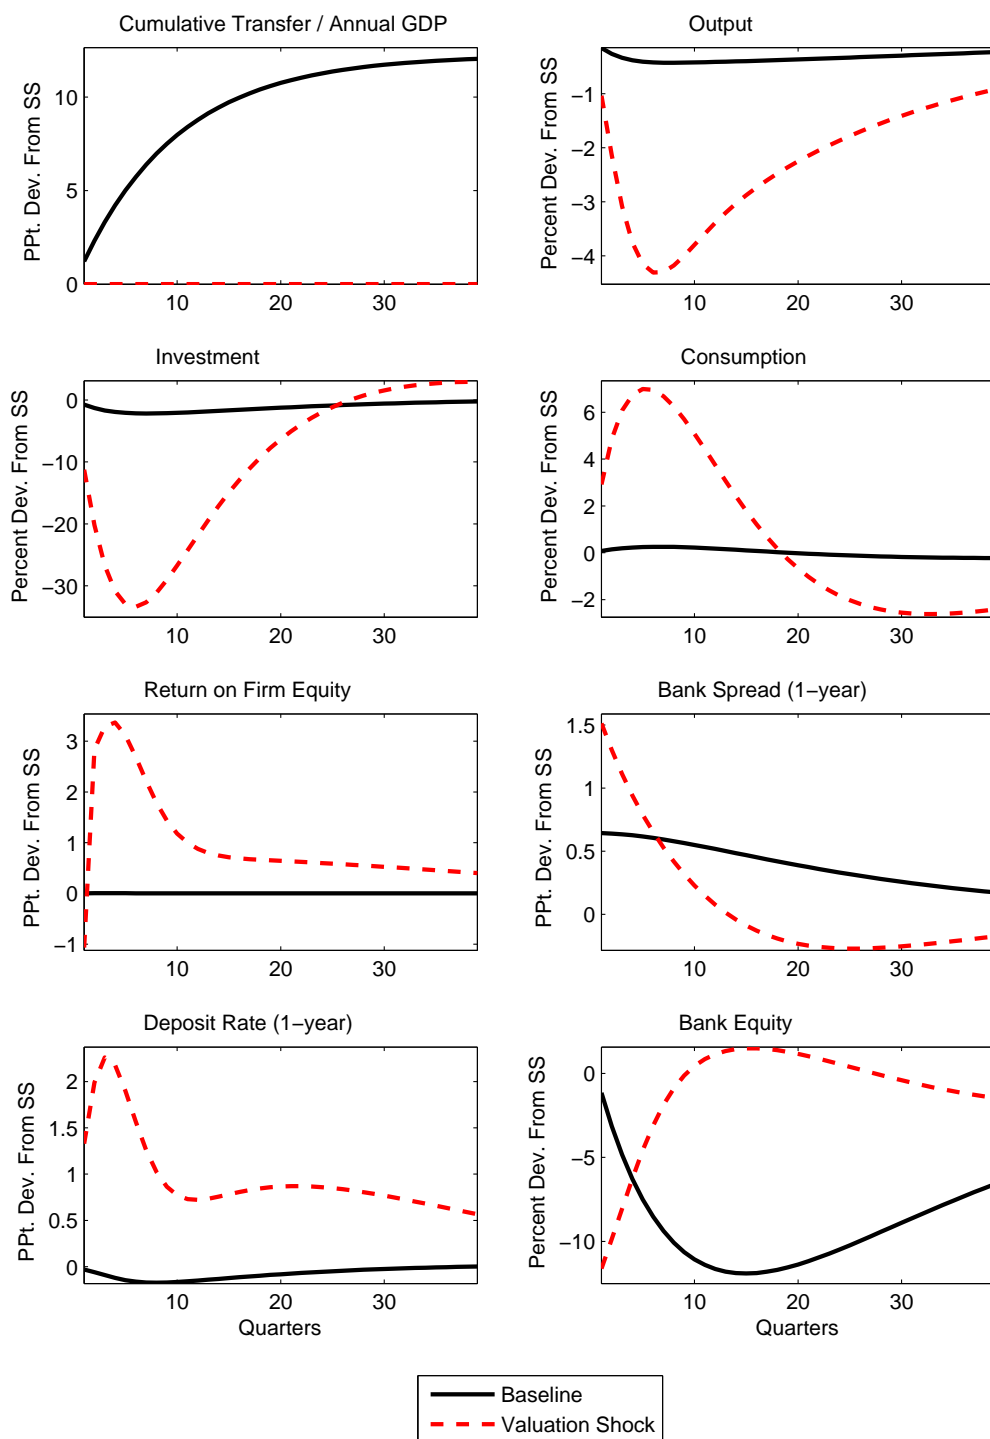 Cumulative Transfer / Annual GDP
PPt. Dev. From SS
10
5
0
10 20 30
Output
Percent Dev. From SS
−1
−2
−3
−4
10 20 30
Investment
Percent Dev. From SS
0
−10
−20
−30
10 20 30
Consumption
Percent Dev. From SS
6
4
2
0
−2
10 20 30
Return on Firm Equity
PPt. Dev. From SS
3
2
1
0
−1
10 20 30
Bank Spread (1−year)
PPt. Dev. From SS
1.5
1
0.5
0
10 20 30
Deposit Rate (1−year)
PPt. Dev. From SS
2
1.5
1
0.5
0
10 20 30
Quarters
Bank Equity
Percent Dev. From SS
0
−5
−10
10 20 30
Quarters
Baseline
Valuation Shock